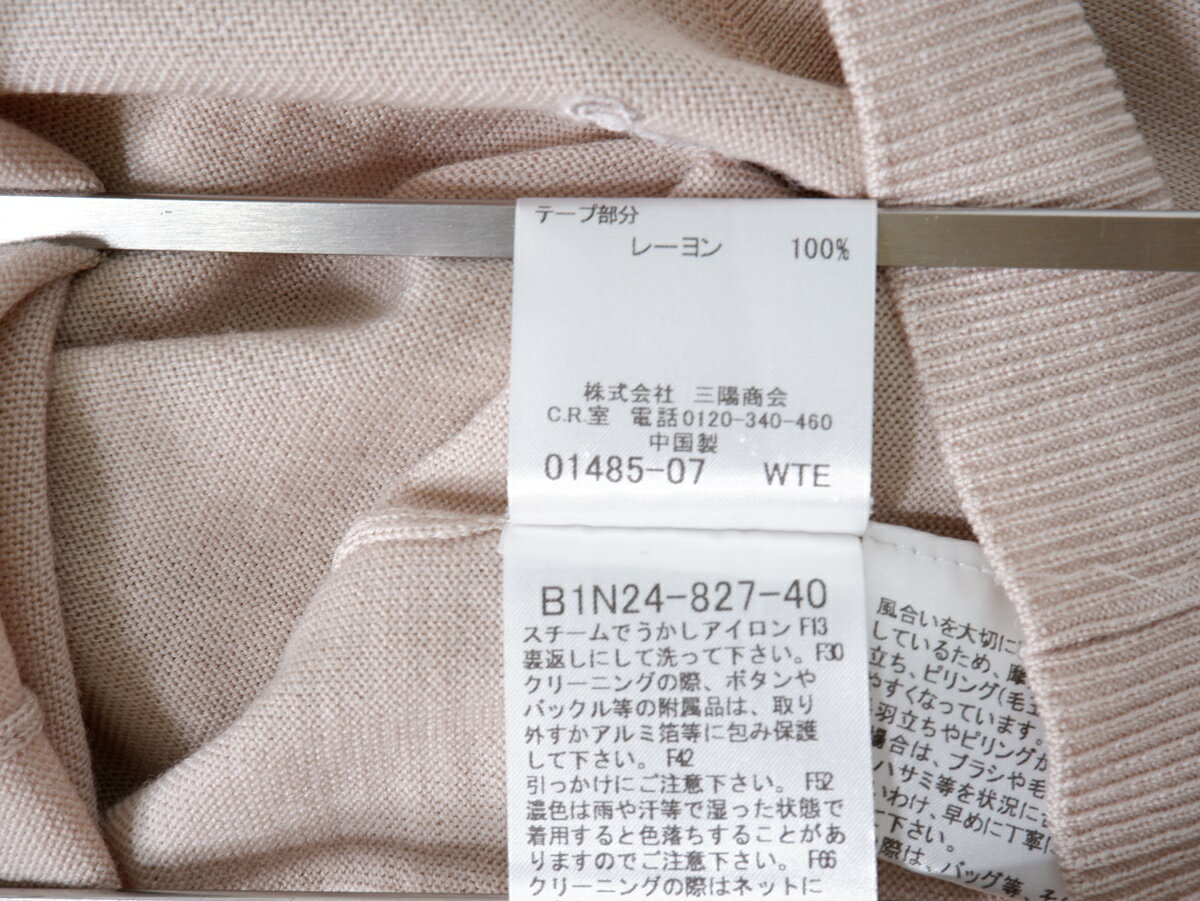 テープ部分
レーヨン 100%
株式会社 三陽商会
C.R.室 電話0120-340-460
中国製
01485-07 WTE
B1N24-827-40
スチームでうかしアイロン F13
裏返しにして洗って下さい。F30
クリーニングの際、ボタンや
バックル等の附属品は、取り
外すかアルミ箔等に包み保護
して下さい。 F42
引っかけにご注意下さい。 F52
濃色は雨や汗等で湿った状態で
着用すると色落ちすることがあ
りますのでご注意下さい。 F66
クリーニングの際はネットに
風合いを大切に
しているため、摩
立ち、ピリング(毛玉
やすくなっています。
羽立ちやピリングが
場合は、ブラシや毛
ハサミ等を状況に
いわけ、早めに丁寧に
下さい。
際は、バッグ等、そ